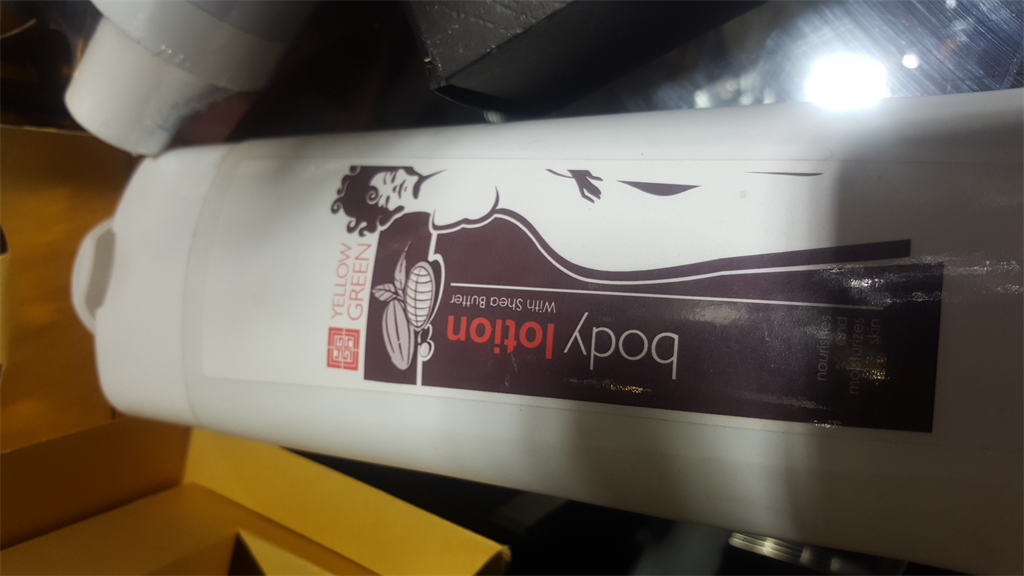 YELLOW
GREEN
body lotion
With Shea Butter
nourishes
and
moisturizes
skin